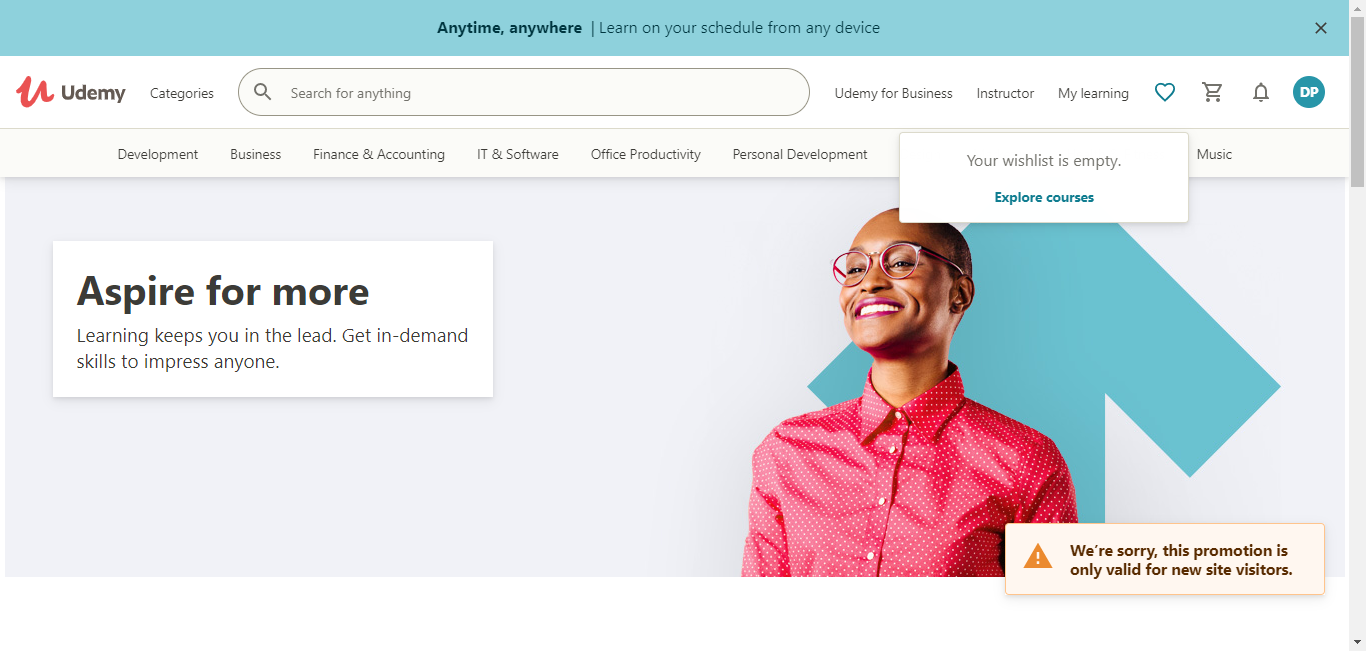 Anytime, anywhere | Learn on your schedule from any device
Udemy
Categories
Search for anything
Udemy for Business
Instructor
My learning
DP
Development
Business
Finance & Accounting
IT & Software
Office Productivity
Personal Development
Music
Your wishlist is empty.
Explore courses
Aspire for more
Learning keeps you in the lead. Get in-demand
skills to impress anyone.
We’re sorry, this promotion is
only valid for new site visitors.